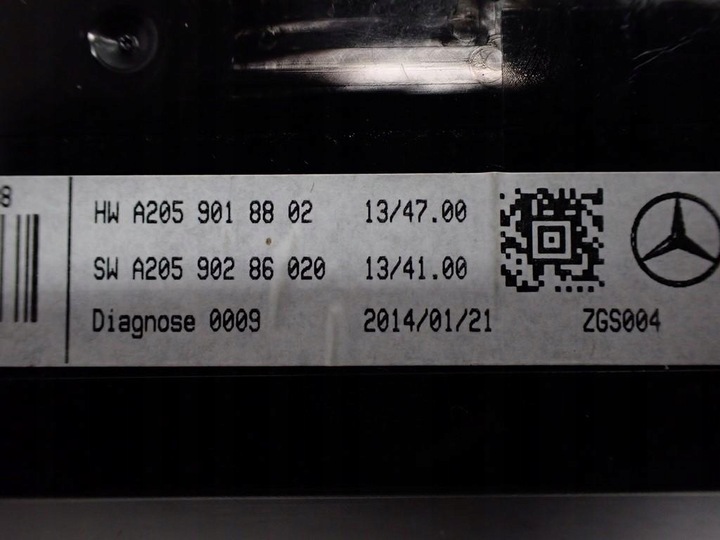 8
HW A205 901 88 02 13/47.00
SW A205 902 86 020 13/41.00
Diagnose 0009 2014/01/21 ZGS004